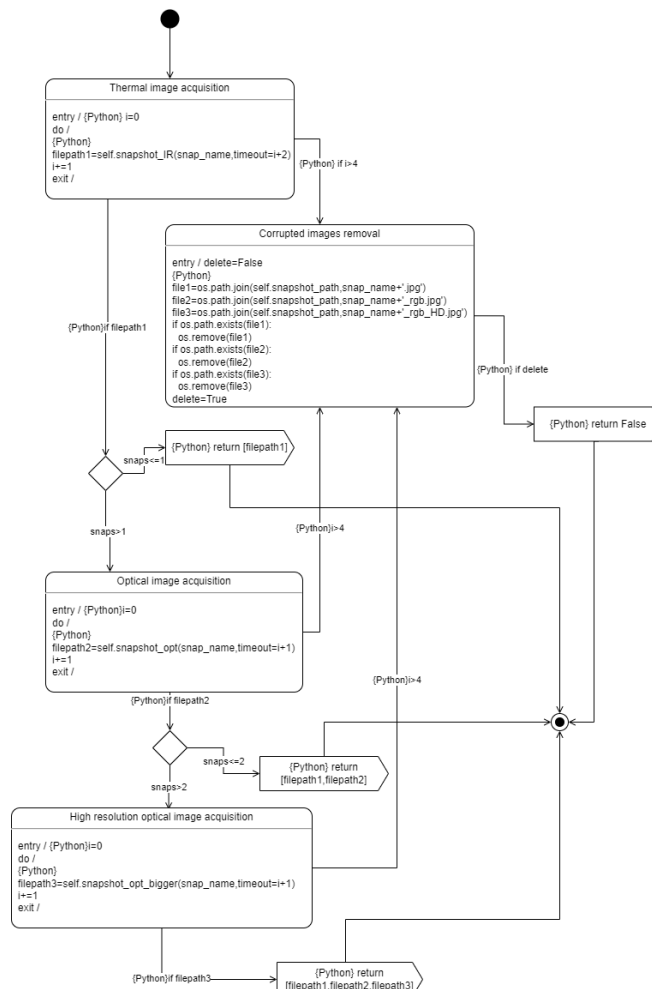 Thermal image acquisition
entry / {Python} i=0
do /
{Python}
filepath1=self.snapshot_IR(snap_name,timeout=i+2)
i+=1
exit /
{Python} if i>4
Corrupted images removal
entry / delete=False
{Python}
file1=os.path.join(self.snapshot_path,snap_name+'.jpg')
file2=os.path.join(self.snapshot_path,snap_name+'_rgb.jpg')
file3=os.path.join(self.snapshot_path,snap_name+'_rgb_HD.jpg')
if os.path.exists(file1):
os.remove(file1)
if os.path.exists(file2):
os.remove(file2)
if os.path.exists(file3):
os.remove(file3)
delete=True
{Python}if filepath1
{Python} if delete
{Python} return False
{Python} return [filepath1]
snaps<=1
snaps>1
{Python}i>4
Optical image acquisition
entry / {Python}i=0
do /
{Python}
filepath2=self.snapshot_opt(snap_name,timeout=i+1)
i+=1
exit /
{Python}i>4
{Python}if filepath2
snaps<=2
{Python} return
[filepath1,filepath2]
snaps>2
High resolution optical image acquisition
entry / {Python}i=0
do /
{Python}
filepath3=self.snapshot_opt_bigger(snap_name,timeout=i+1)
i+=1
exit /
{Python}if filepath3
{Python} return
[filepath1,filepath2,filepath3]